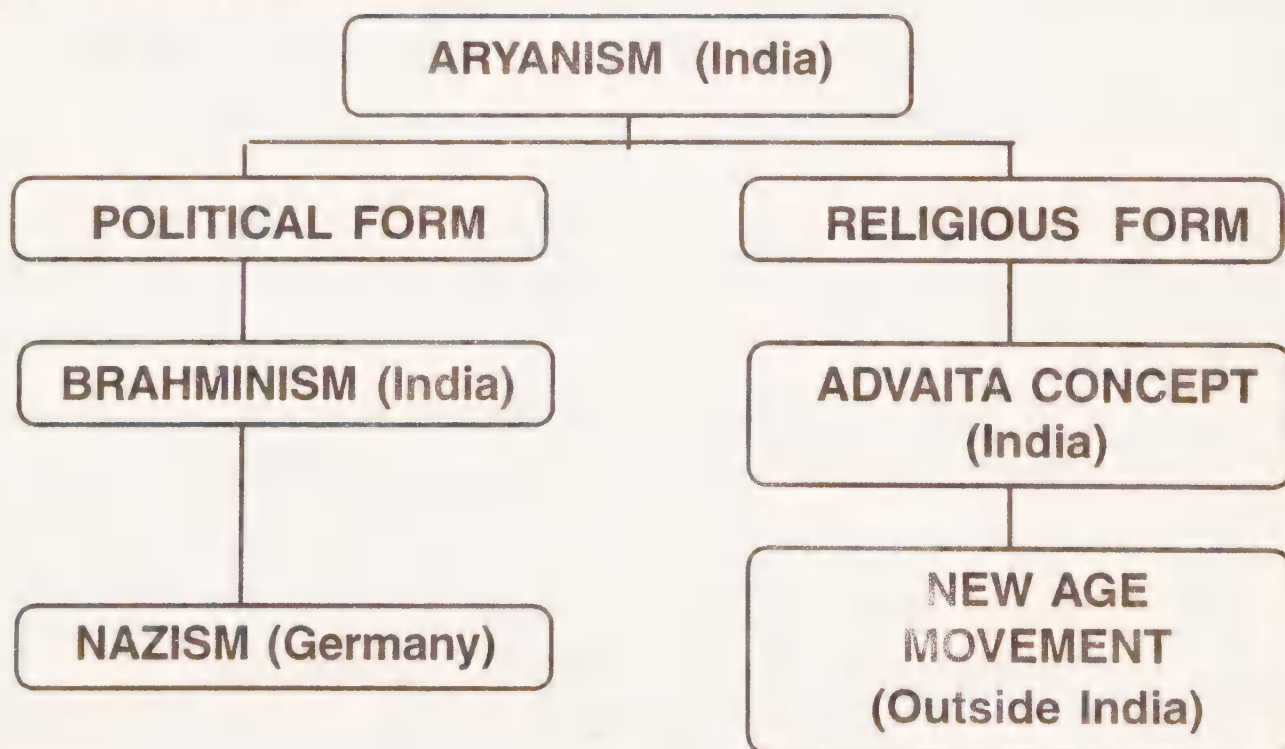 ARYANISM (India)
POLITICAL FORM
RELIGIOUS FORM
BRAHMINISM (India)
ADVAITA CONCEPT
(India)
NAZISM (Germany)
NEW AGE
MOVEMENT
(Outside India)